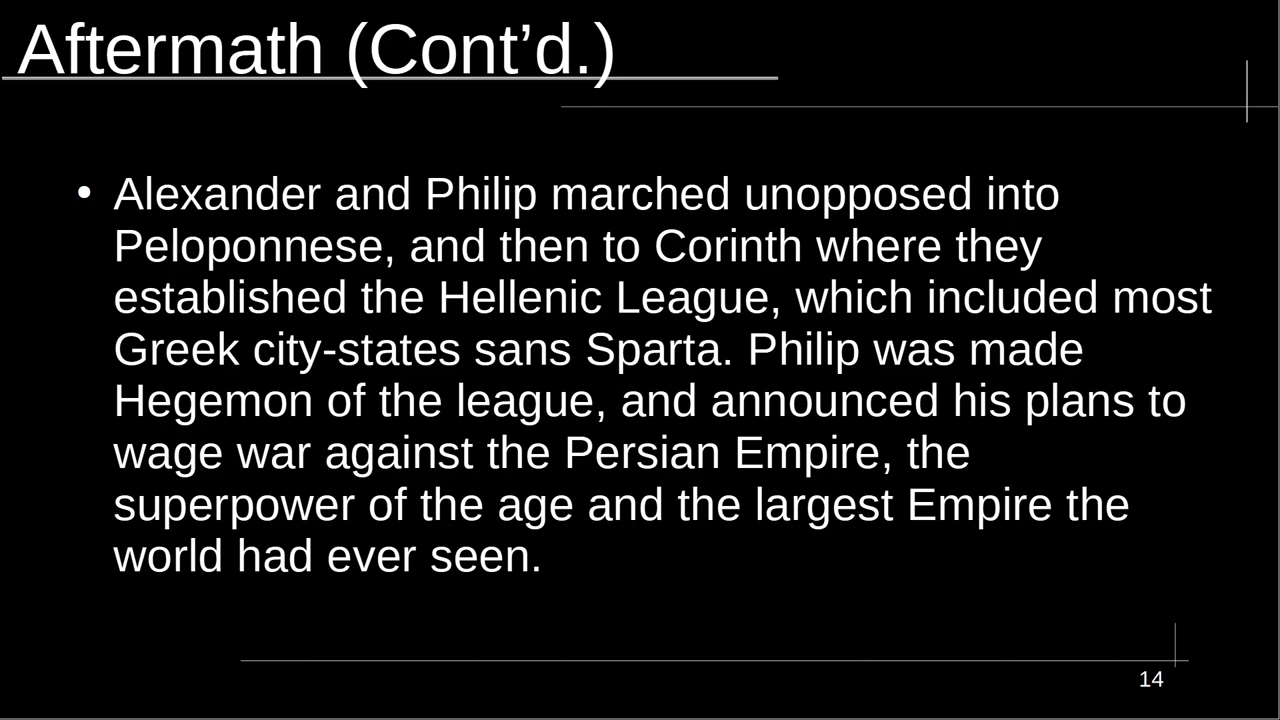 Aftermath (Cont’d.)
• Alexander and Philip marched unopposed into
Peloponnese, and then to Corinth where they
established the Hellenic League, which included most
Greek city-states sans Sparta. Philip was made
Hegemon of the league, and announced his plans to
wage war against the Persian Empire, the
superpower of the age and the largest Empire the
world had ever seen.
14